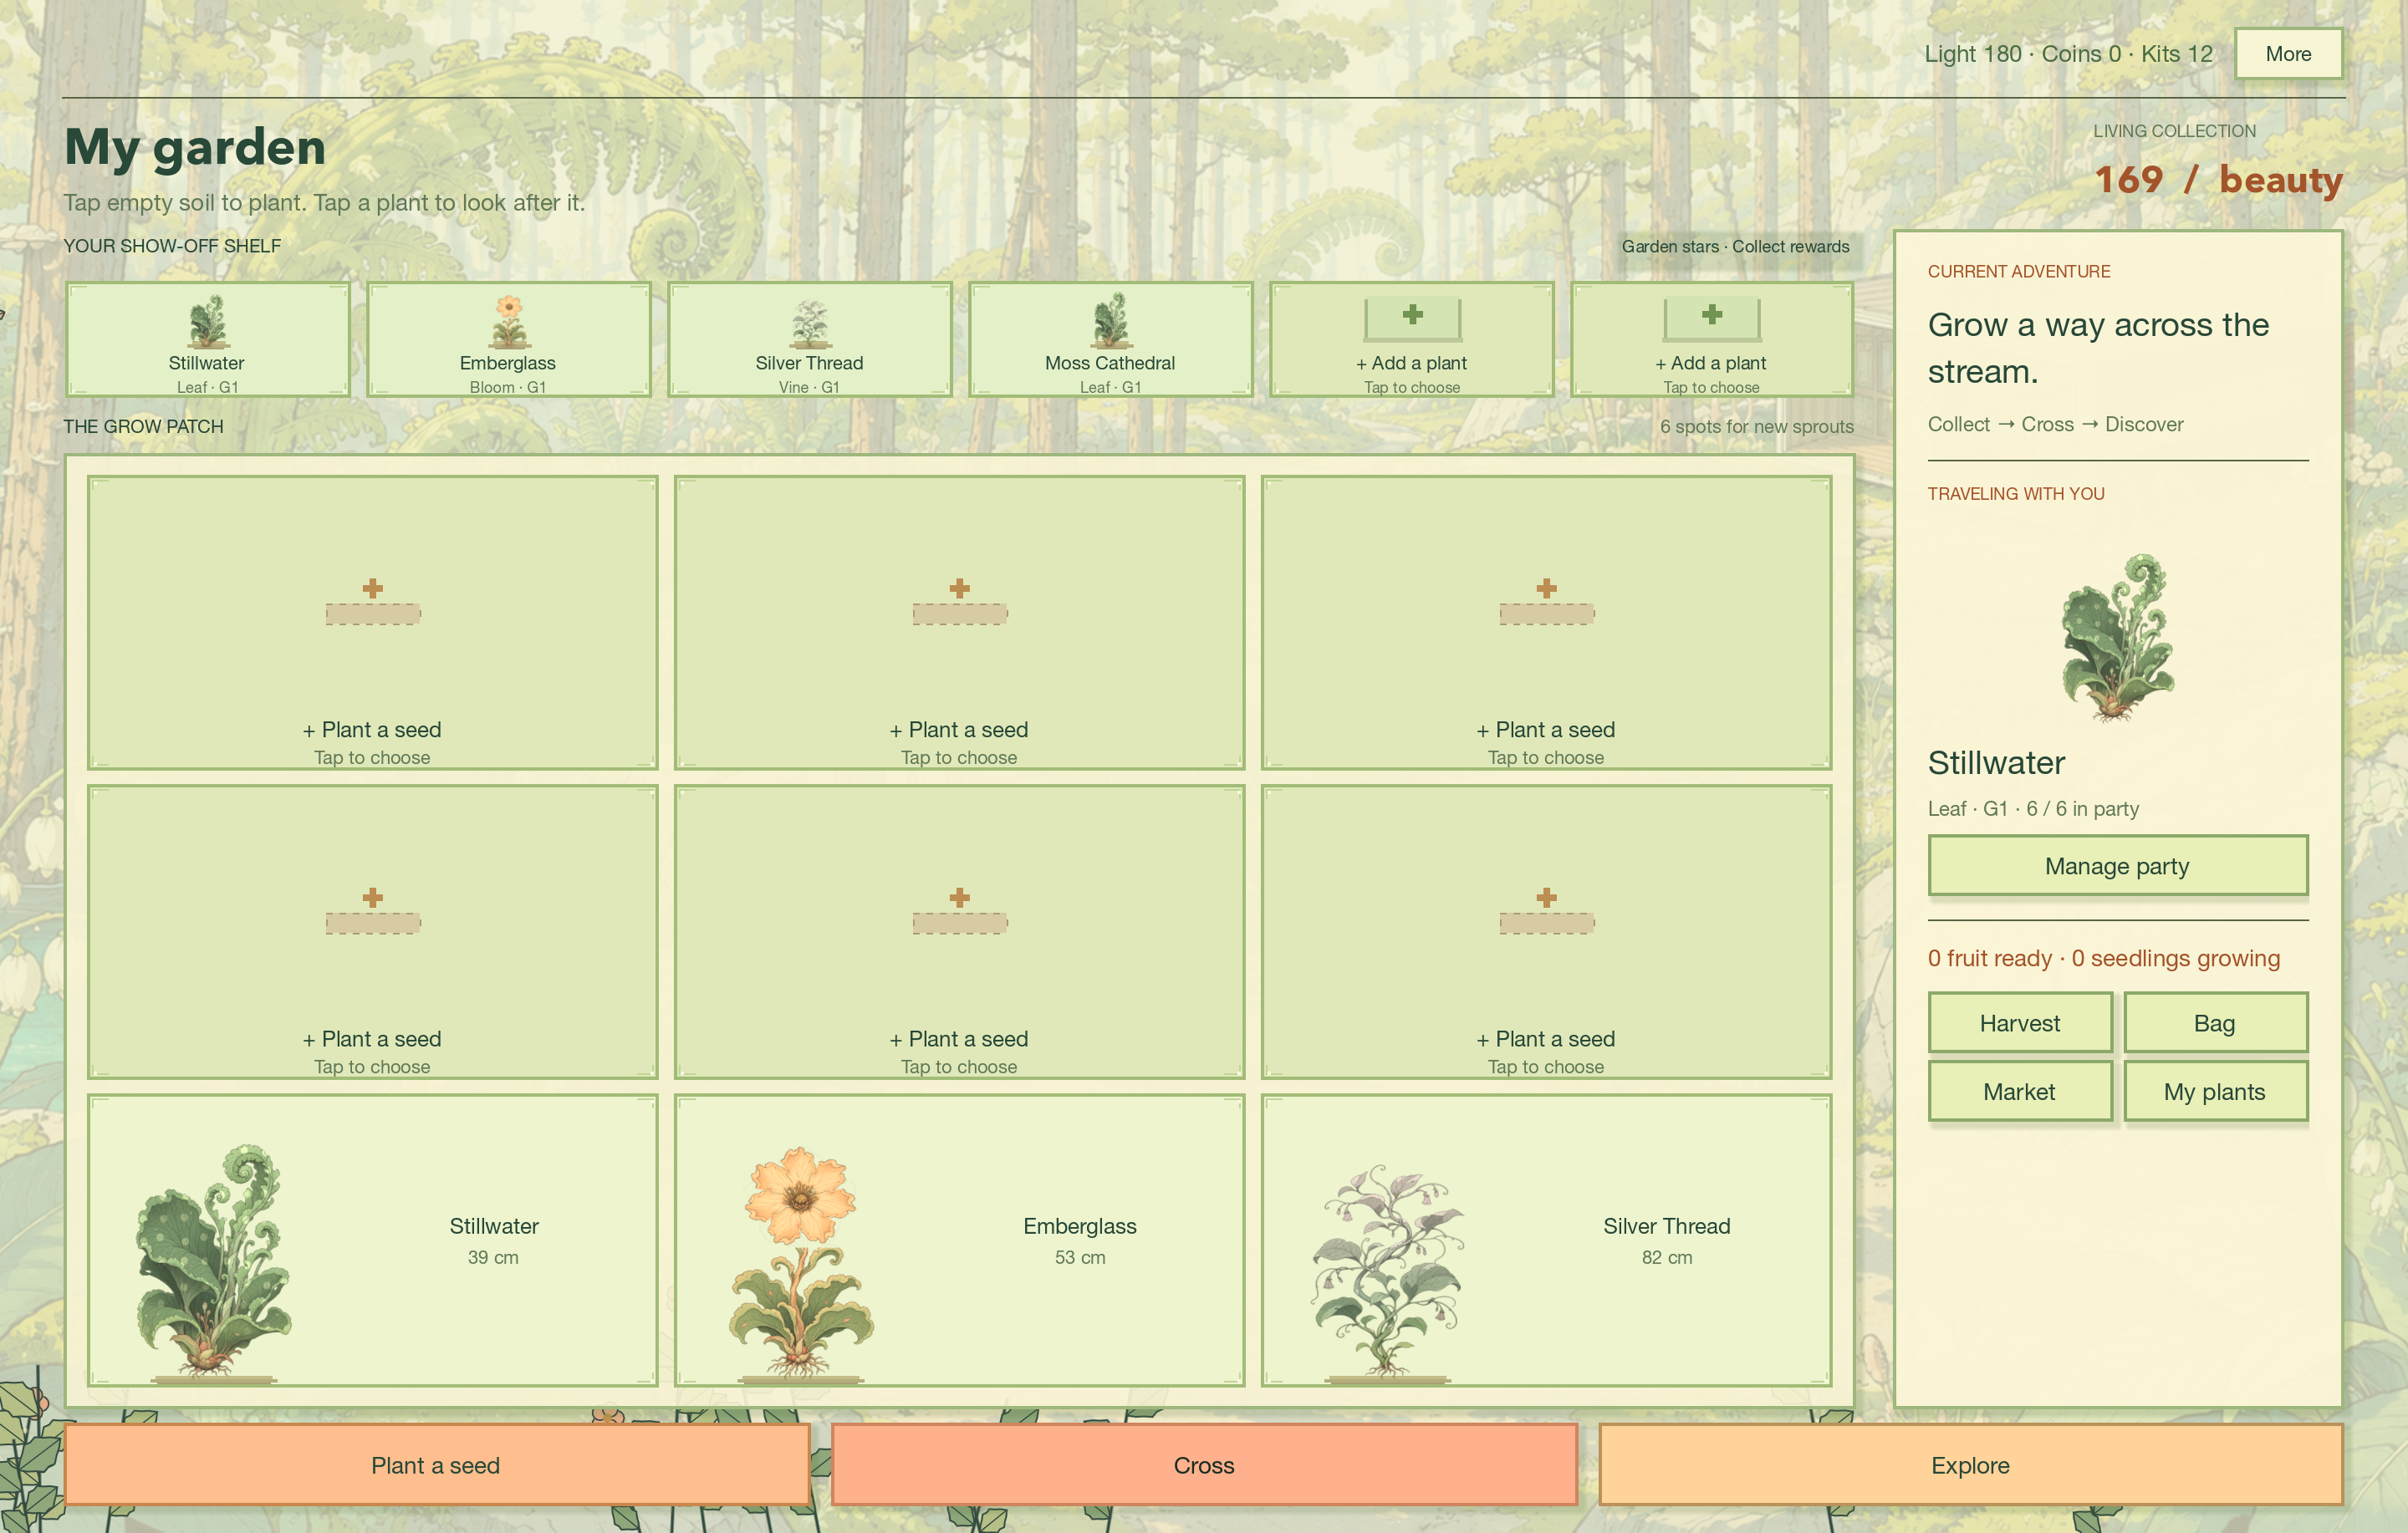 Light 180 · Coins 0 · Kits 12
More
My garden
Tap empty soil to plant. Tap a plant to look after it.
LIVING COLLECTION
169 / beauty
YOUR SHOW-OFF SHELF
Garden stars · Collect rewards
Stillwater
Leaf · G1
Emberglass
Bloom · G1
Silver Thread
Vine · G1
Moss Cathedral
Leaf · G1
+ Add a plant
Tap to choose
+ Add a plant
Tap to choose
THE GROW PATCH
6 spots for new sprouts
+ Plant a seed
Tap to choose
+ Plant a seed
Tap to choose
+ Plant a seed
Tap to choose
+ Plant a seed
Tap to choose
+ Plant a seed
Tap to choose
+ Plant a seed
Tap to choose
Stillwater
39 cm
Emberglass
53 cm
Silver Thread
82 cm
CURRENT ADVENTURE
Grow a way across the
stream.
Collect → Cross → Discover
TRAVELING WITH YOU
Stillwater
Leaf · G1 · 6 / 6 in party
Manage party
0 fruit ready · 0 seedlings growing
Harvest
Bag
Market
My plants
Plant a seed
Cross
Explore